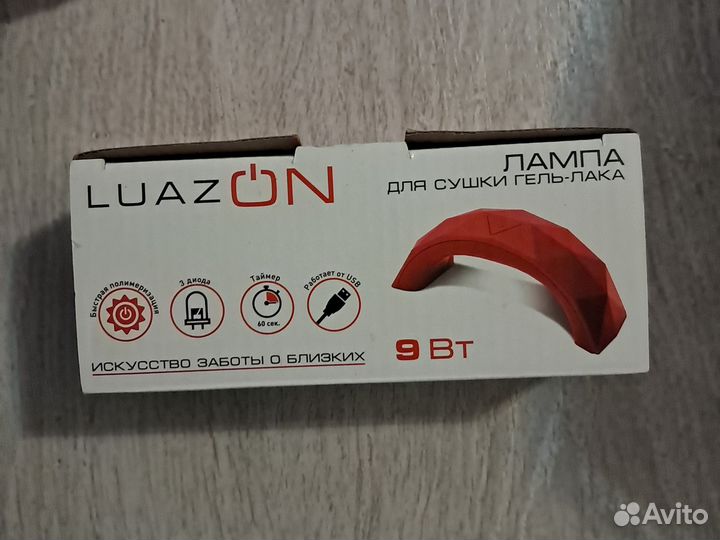 LUAZON
ЛАМПА
ДЛЯ СУШКИ ГЕЛЬ-ЛАКА
Быстрая полимеризация
3 диода
Таймер
60 сек.
Работает от USB
ИСКУССТВО ЗАБОТЫ О БЛИЗКИХ
9 Вт
Avito